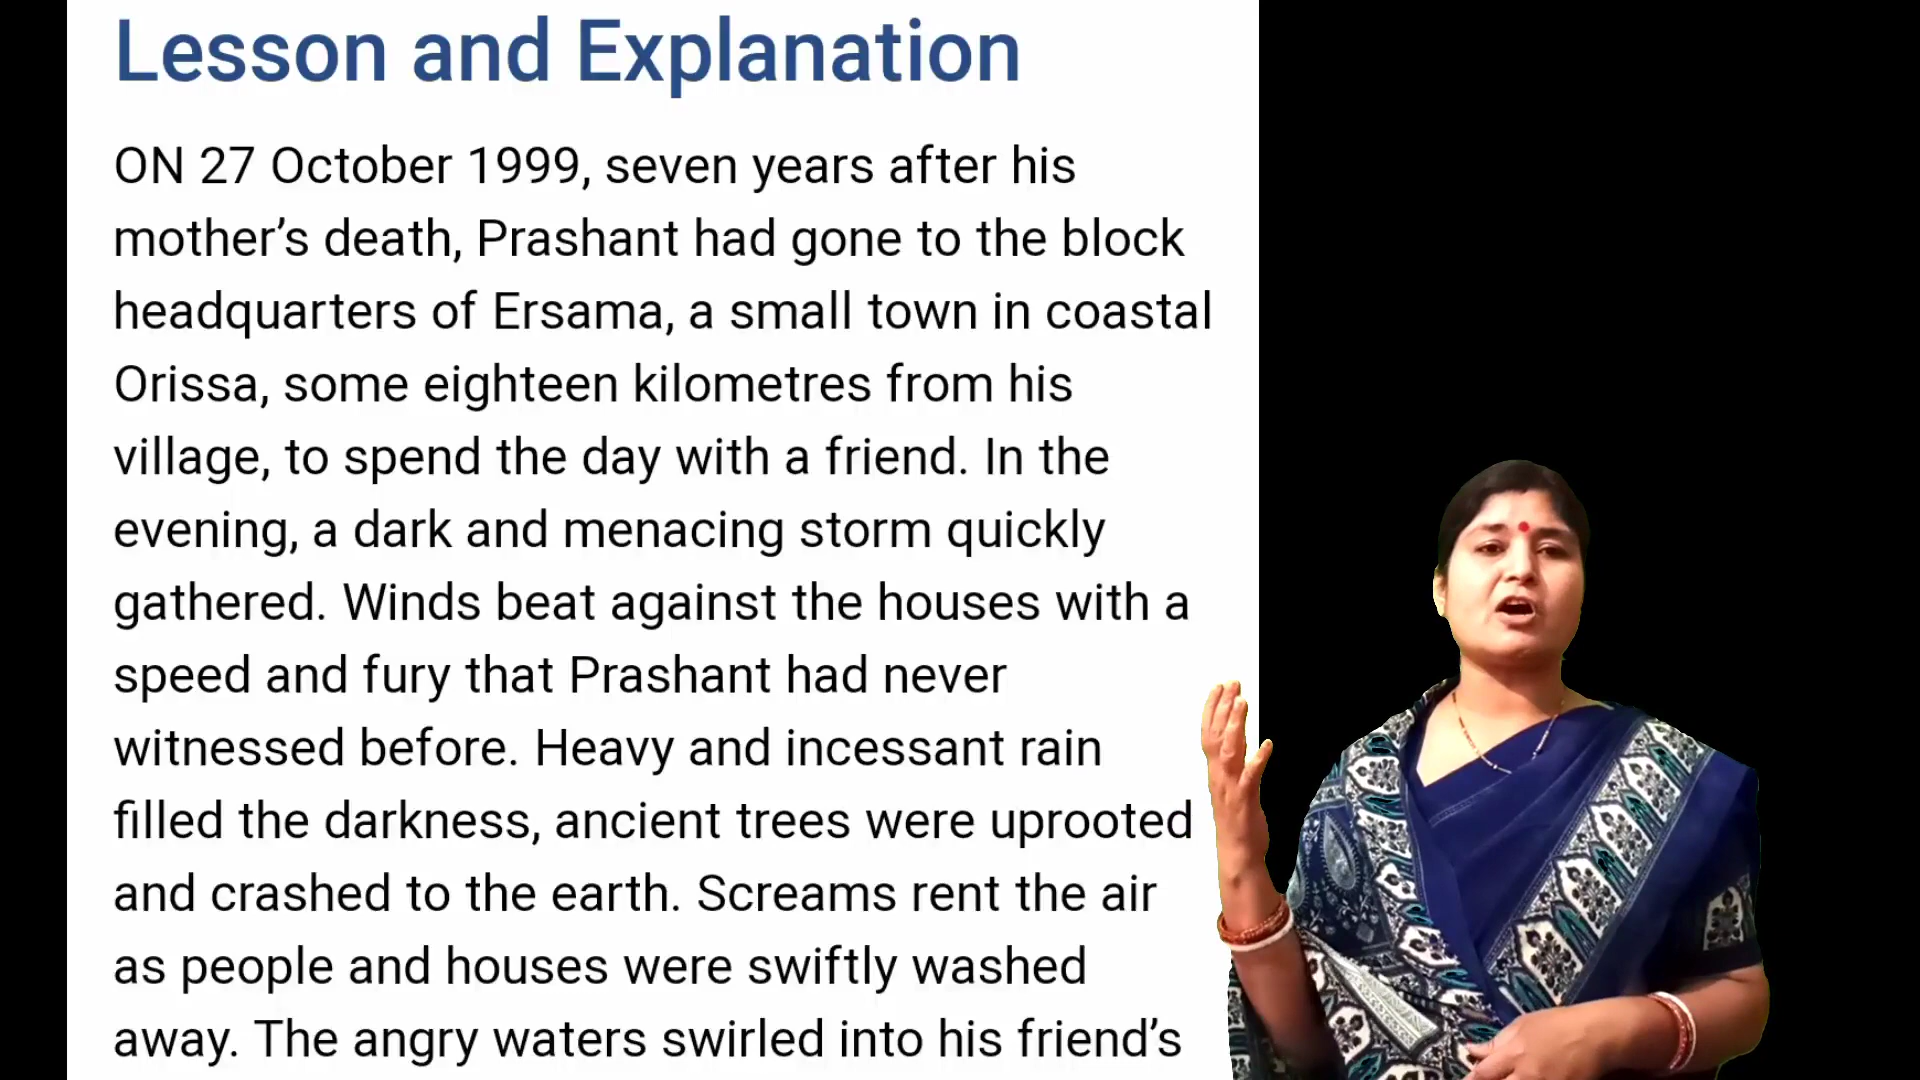 Lesson and Explanation
ON 27 October 1999, seven years after his
mother’s death, Prashant had gone to the block
headquarters of Ersama, a small town in coastal
Orissa, some eighteen kilometres from his
village, to spend the day with a friend. In the
evening, a dark and menacing storm quickly
gathered. Winds beat against the houses with a
speed and fury that Prashant had never
witnessed before. Heavy and incessant rain
filled the darkness, ancient trees were uprooted
and crashed to the earth. Screams rent the air
as people and houses were swiftly washed
away. The angry waters swirled into his friend’s